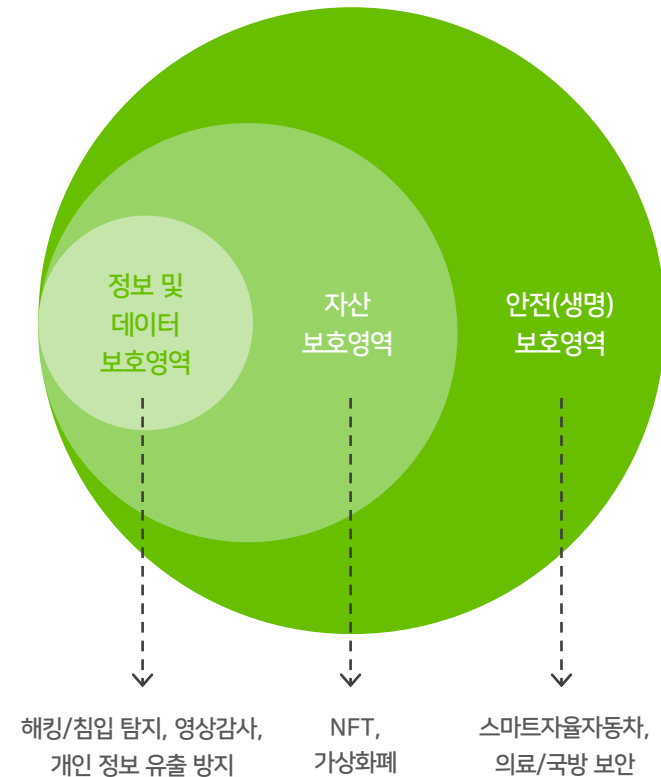 정보 및
데이터
보호영역
자산
보호영역
안전(생명)
보호영역
해킹/침입 탐지, 영상감사,
개인 정보 유출 방지
NFT,
가상화폐
스마트자율자동차,
의료/국방 보안